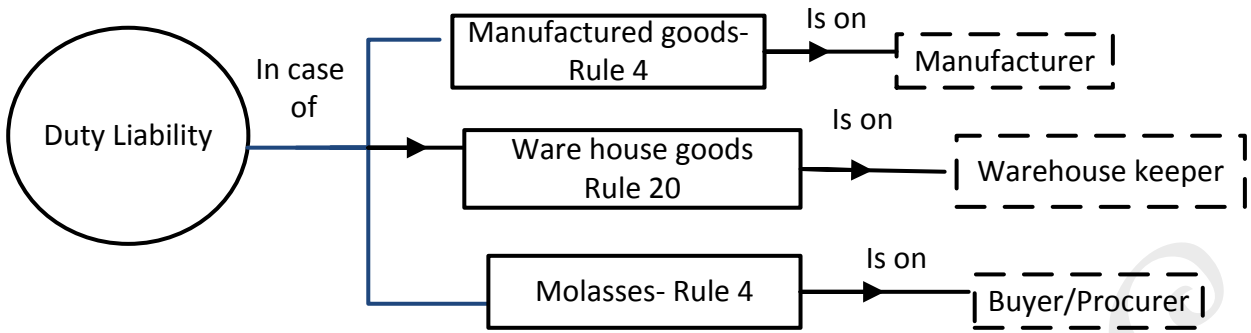 Duty Liability
In case
of
Manufactured goods-
Rule 4
Is on
Manufacturer
Ware house goods
Rule 20
Is on
Warehouse keeper
Molasses- Rule 4
Is on
Buyer/Procurer